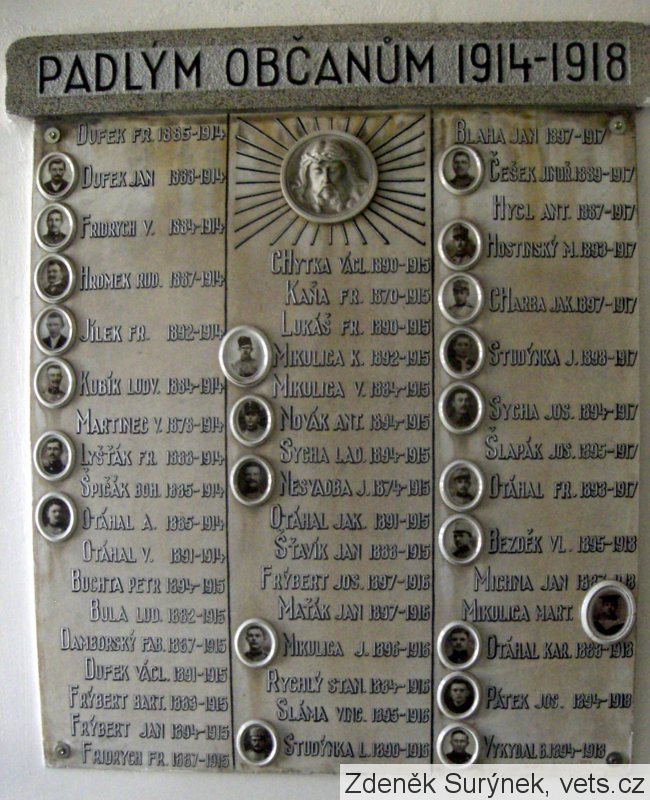 PADLÝM OBČANŮM 1914-1918
DUFEK FR. 1885-1914
DUFEK JAN 1888-1914
FRIDRYCH V. 1884-1914
HROMEK RUD. 1887-1914
JÍLEK FR. 1892-1914
KUBÍK LUDV. 1884-1914
MARTINEC V. 1878-1914
LYŠŤÁK FR. 1888-1914
ŠPIČÁK BOH. 1885-1914
OTÁHAL A. 1885-1914
OTÁHAL V. 1891-1914
BUCHTA PETR 1894-1915
BULA LUD. 1882-1915
DAMBORSKÝ FAB. 1887-1915
DUFEK VÁCL. 1891-1915
FRÝBERT BART. 1883-1915
FRÝBERT JAN 1894-1915
FRIDRYCH FR. 1887-1915
CHYTKA VÁCL. 1890-1915
KAŇA FR. 1870-1915
LUKÁŠ FR. 1890-1915
MIKULICA K. 1892-1915
MIKULICA V. 1884-1915
NOVÁK ANT. 1894-1915
SYCHA LAD. 1894-1915
NESVADBA J. 1874-1915
OTÁHAL JAK. 1891-1915
ŠŤAVÍK JAN 1888-1915
FRÝBERT JOS. 1897-1916
MAŤÁK JAN 1897-1916
MIKULICA J. 1896-1916
RYCHLÝ STAN. 1884-1916
SLÁMA VINC. 1895-1916
STUDÝNKA L. 1890-1916
BLAHA JAN 1897-1917
ČEŠEK JINDŘ. 1889-1917
HYCL ANT. 1887-1917
HOSTINSKÝ M. 1893-1917
CHARBA JAK. 1897-1917
STUDÝNKA J. 1898-1917
SYCHA JOS. 1894-1917
ŠLAPÁK JOS. 1895-1917
OTÁHAL FR. 1893-1917
BEZDĚK VL. 1895-1918
MICHNA JAN
MIKULICA MART.
OTÁHAL KAR. 1888-1918
PÁTEK JOS. 1894-1918
VYKYDAL B. 1894-1918
Zdeněk Surýnek, vets.cz